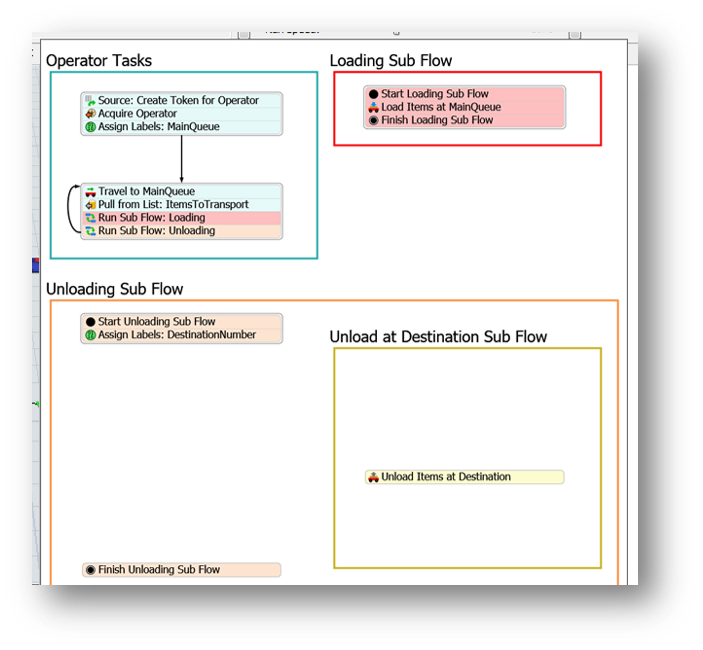 Operator Tasks
Source: Create Token for Operator
Acquire Operator
Assign Labels: MainQueue
Travel to MainQueue
Pull from List: ItemsToTransport
Run Sub Flow: Loading
Run Sub Flow: Unloading
Loading Sub Flow
Start Loading Sub Flow
Load Items at MainQueue
Finish Loading Sub Flow
Unloading Sub Flow
Start Unloading Sub Flow
Assign Labels: DestinationNumber
Finish Unloading Sub Flow
Unload at Destination Sub Flow
Unload Items at Destination